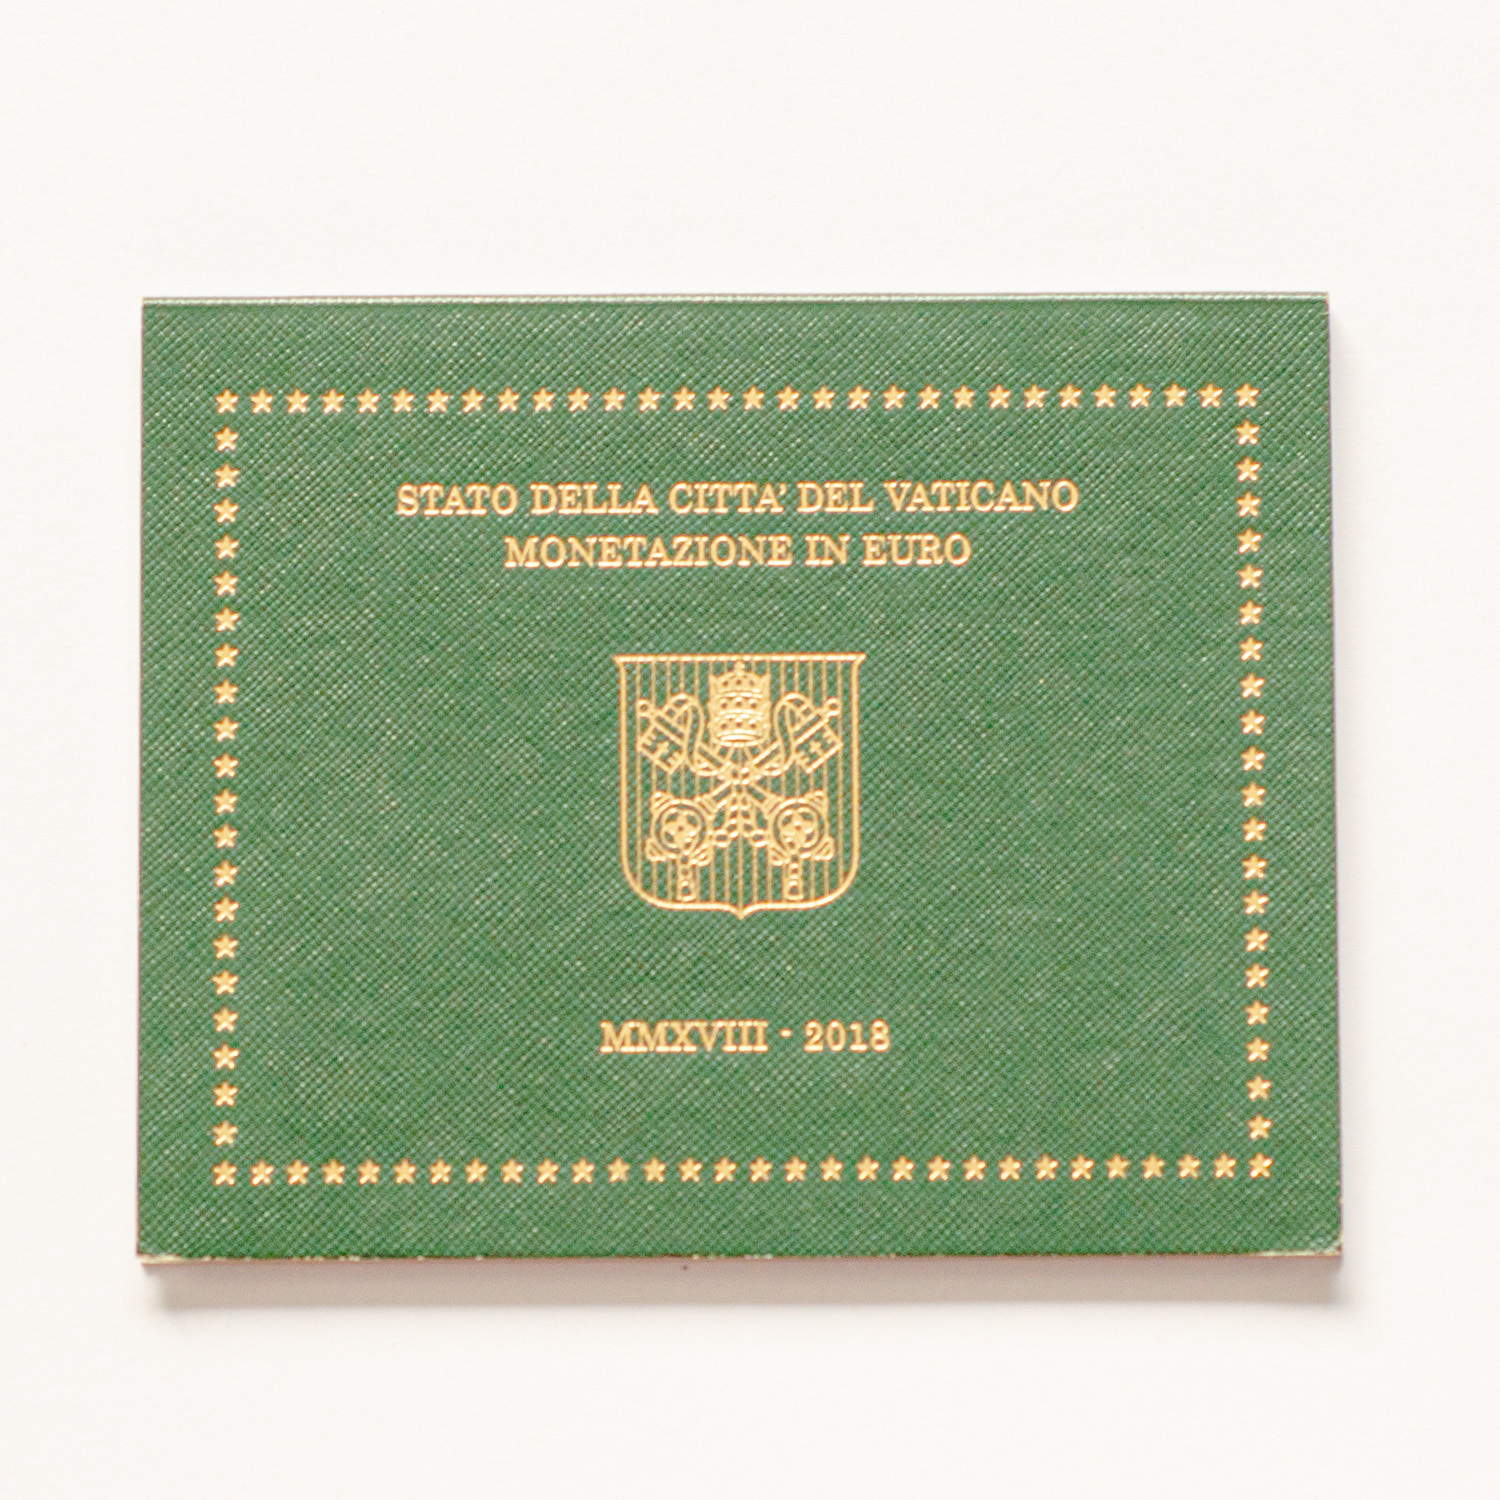 STATO DELLA CITTA' DEL VATICANO
MONETAZIONE IN EURO
MMXVIII - 2018